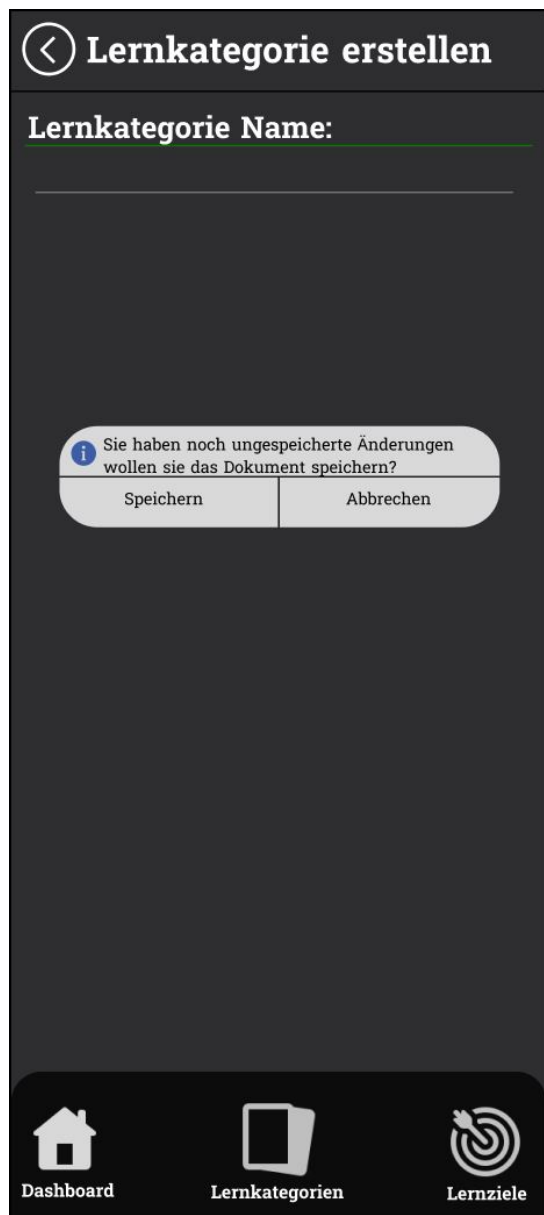 Lernkategorie erstellen
Lernkategorie Name:
Sie haben noch ungespeicherte Änderungen
wollen sie das Dokument speichern?
Speichern Abbrechen
Dashboard Lernkategorien Lernziele